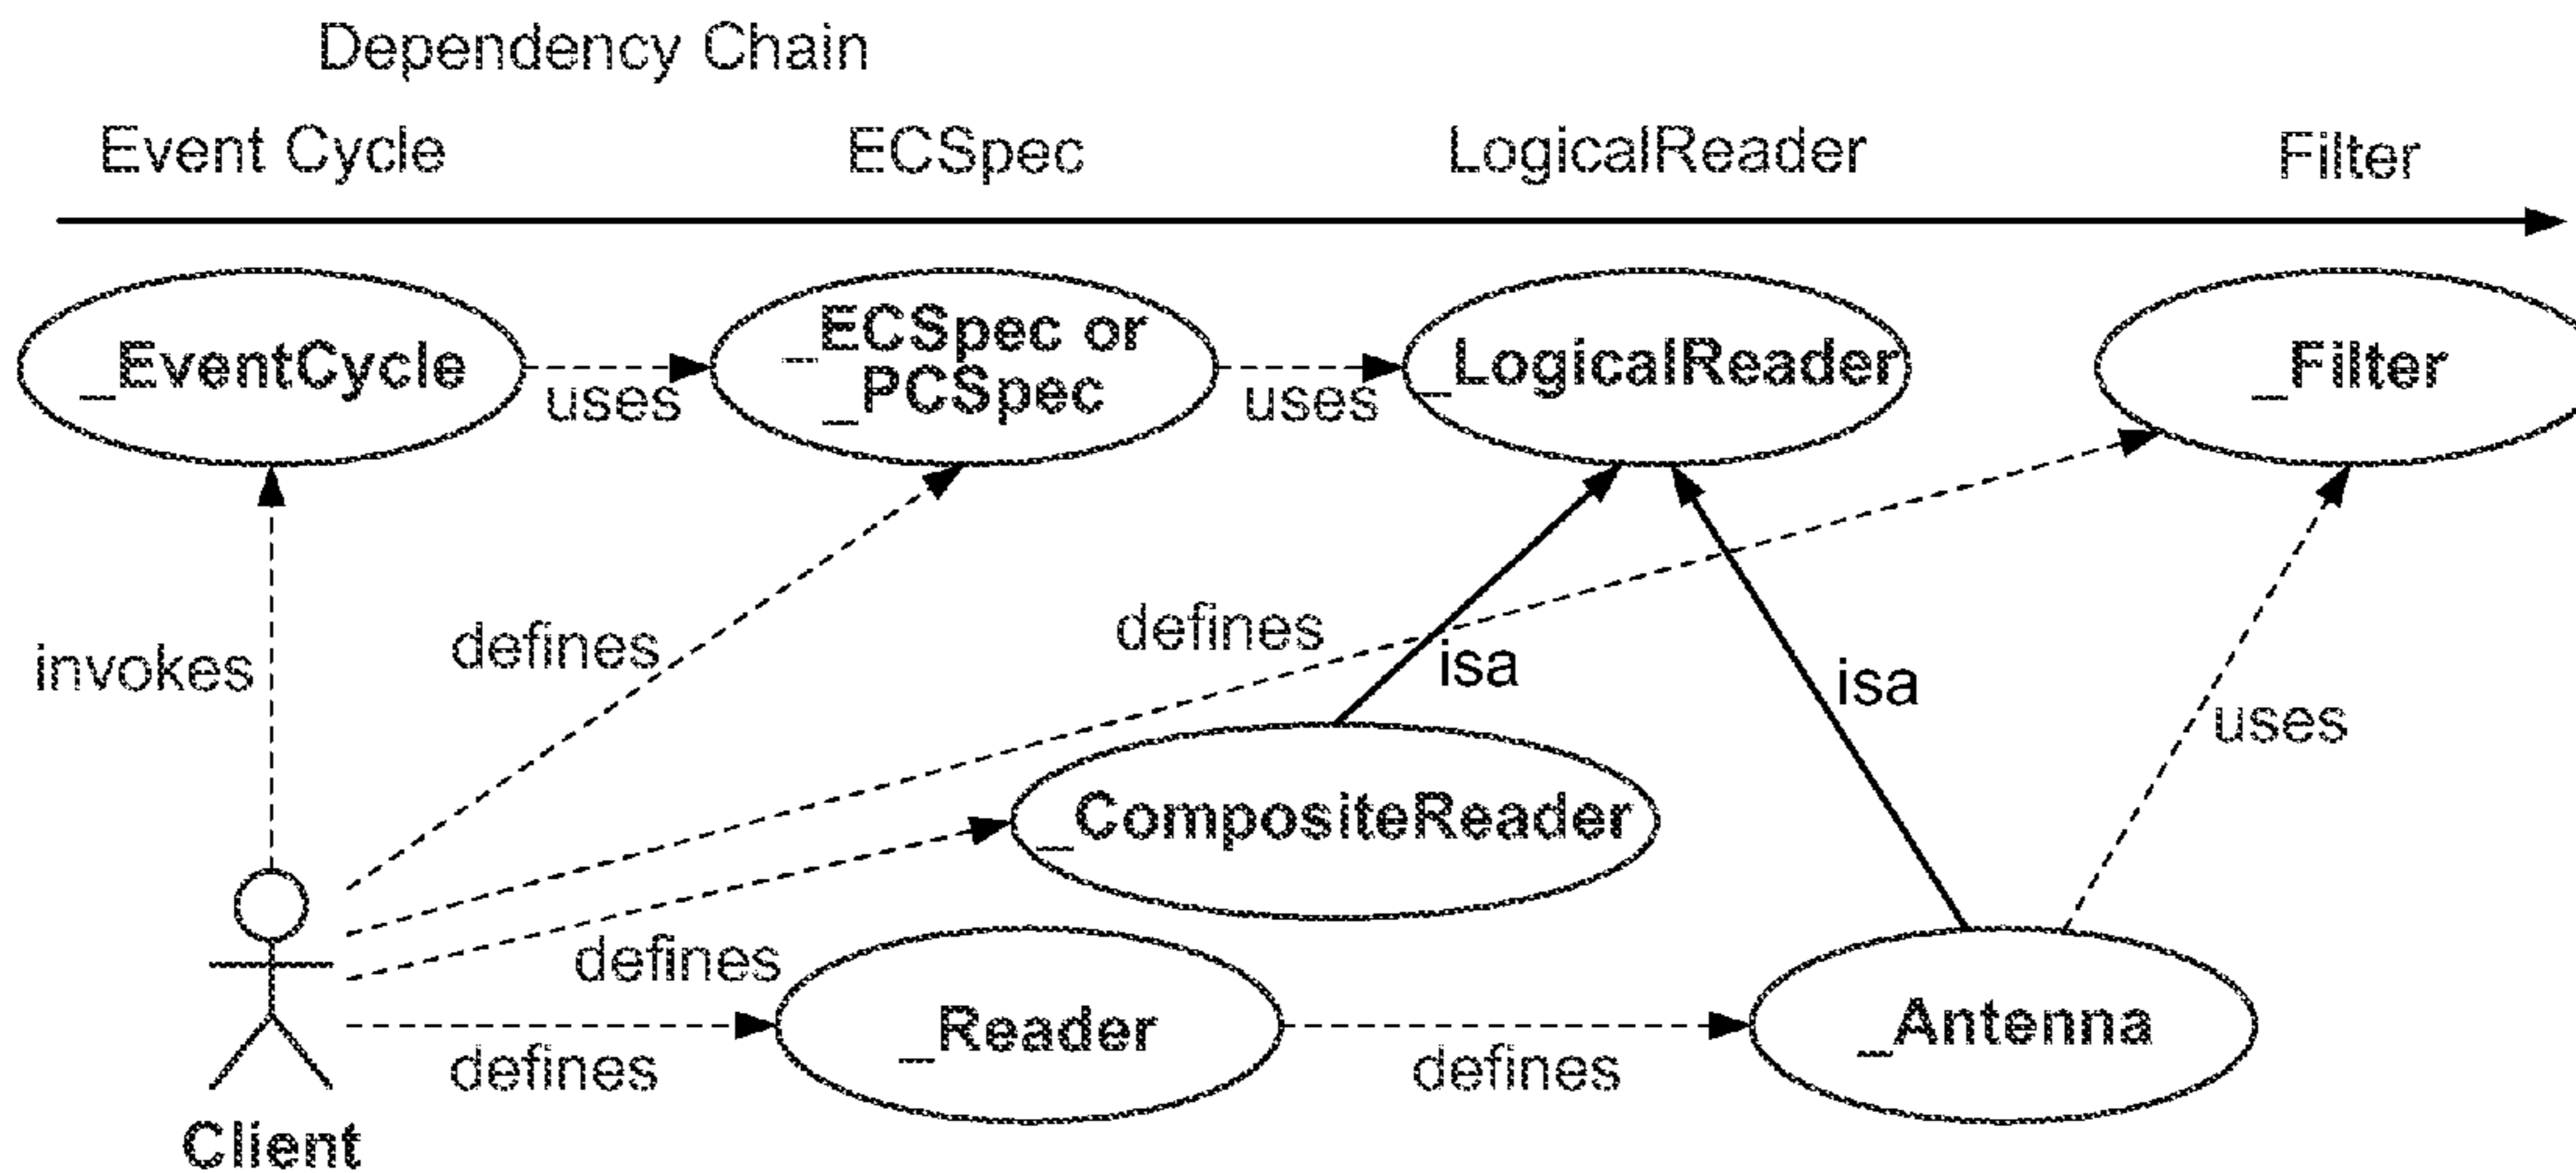 Dependency Chain
Event Cycle
ECSpec
LogicalReader
Filter
_EventCycle
uses
_ECSpec or
_PCSpec
uses
_LogicalReader
_Filter
invokes
defines
defines
isa
isa
uses
_CompositeReader
defines
_Reader
_Antenna
defines
defines
Client